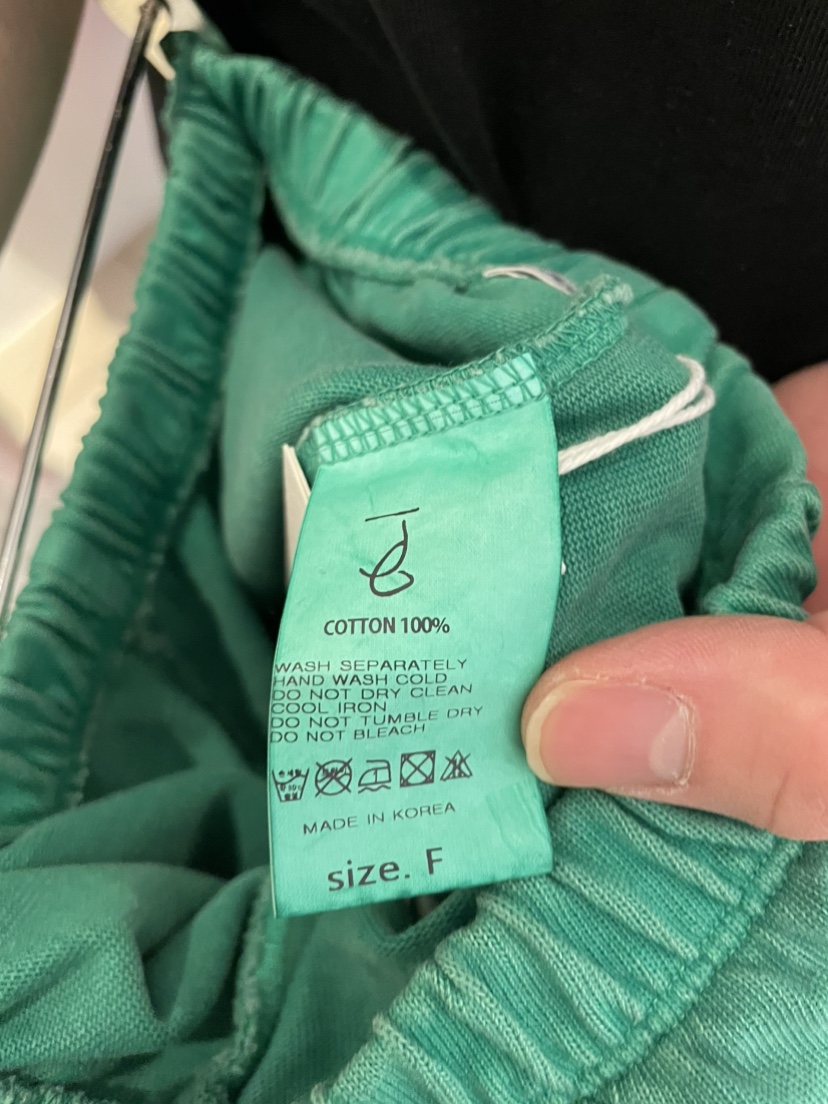 COTTON 100%
WASH SEPARATELY
HAND WASH COLD
DO NOT DRY CLEAN
COOL IRON
DO NOT TUMBLE DRY
DO NOT BLEACH
MADE IN KOREA
size. F